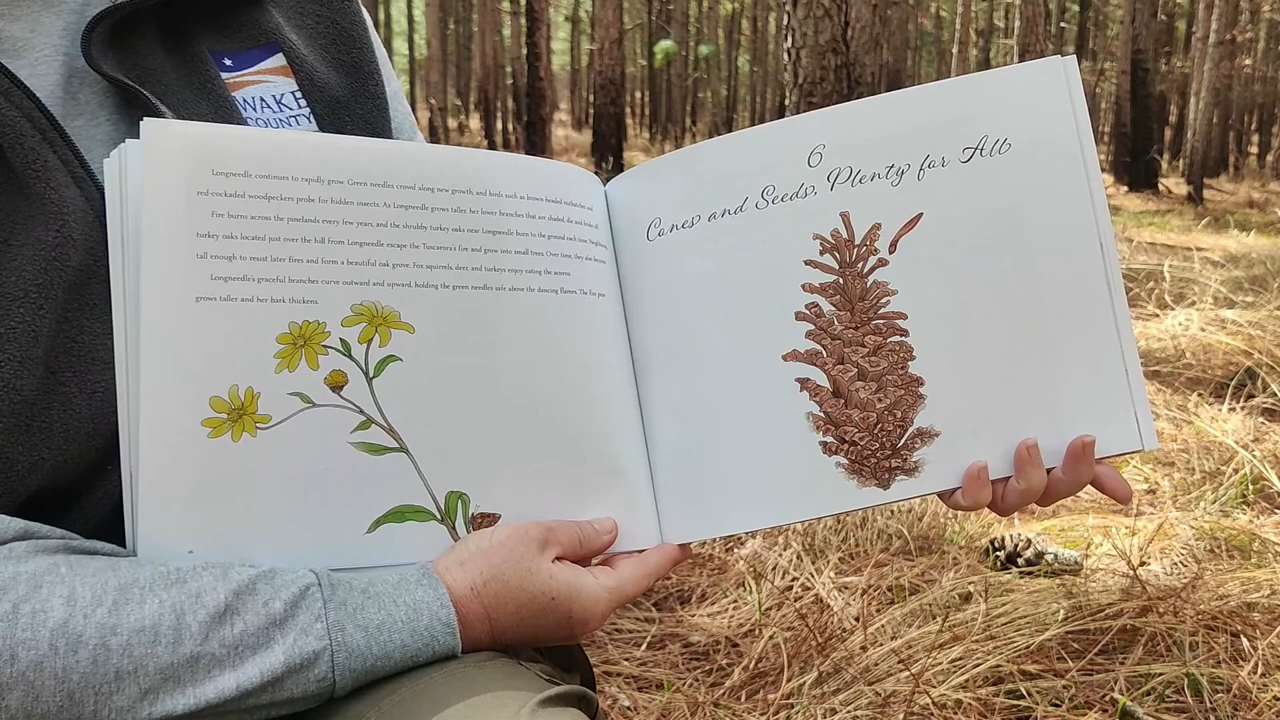 WAKE
COUNTY
Longneedle continues to rapidly grow. Green needles crowd along new growth, and birds such as brown-headed nuthatches and
red-cockaded woodpeckers probe for hidden insects. As Longneedle grows taller, her lower branches that are shaded, die and break off.
Fire burns across the pinelands every few years, and the shrubby turkey oaks near Longneedle burn to the ground each time. Neighboring
turkey oaks located just over the hill from Longneedle escape the Tuscarora's fire and grow into small trees. Over time, they also become
tall enough to resist later fires and form a beautiful oak grove. Fox squirrels, deer, and turkeys enjoy eating the acorns.
Longneedle's graceful branches curve outward and upward, holding the green needles safe above the dancing flames. The Fire pine
grows taller and her bark thickens.
6
Cones and Seeds, Plenty for All